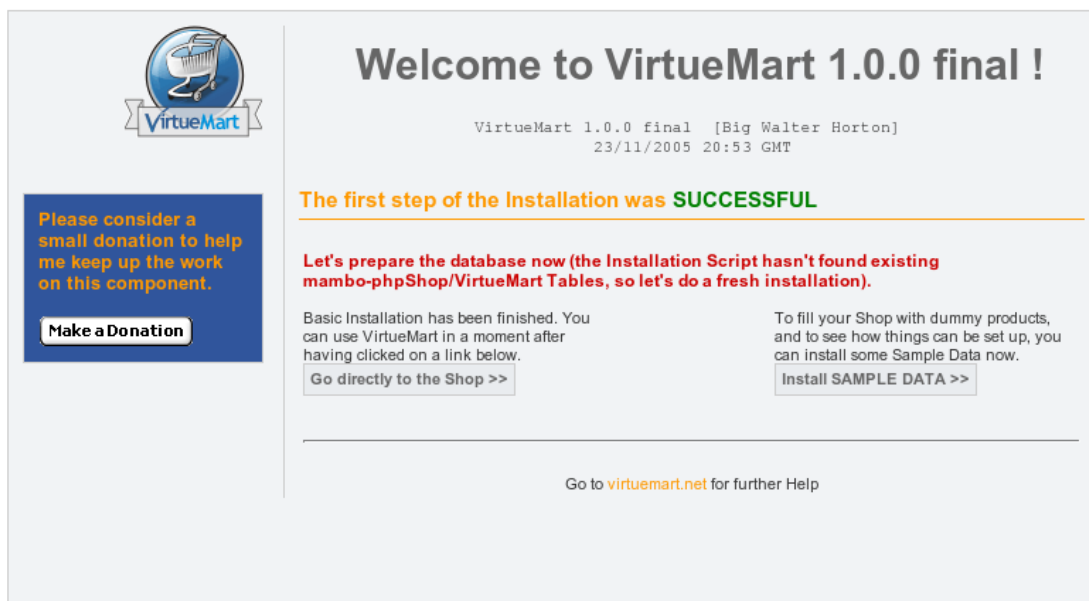 VirtueMart
Welcome to VirtueMart 1.0.0 final !
VirtueMart 1.0.0 final [Big Walter Horton]
23/11/2005 20:53 GMT
Please consider a
small donation to help
me keep up the work
on this component.
Make a Donation
The first step of the Installation was SUCCESSFUL
Let's prepare the database now (the Installation Script hasn't found existing
mambo-phpShop/VirtueMart Tables, so let's do a fresh installation).
Basic Installation has been finished. You
can use VirtueMart in a moment after
having clicked on a link below.
Go directly to the Shop >>
To fill your Shop with dummy products,
and to see how things can be set up, you
can install some Sample Data now.
Install SAMPLE DATA >>
Go to virtuemart.net for further Help